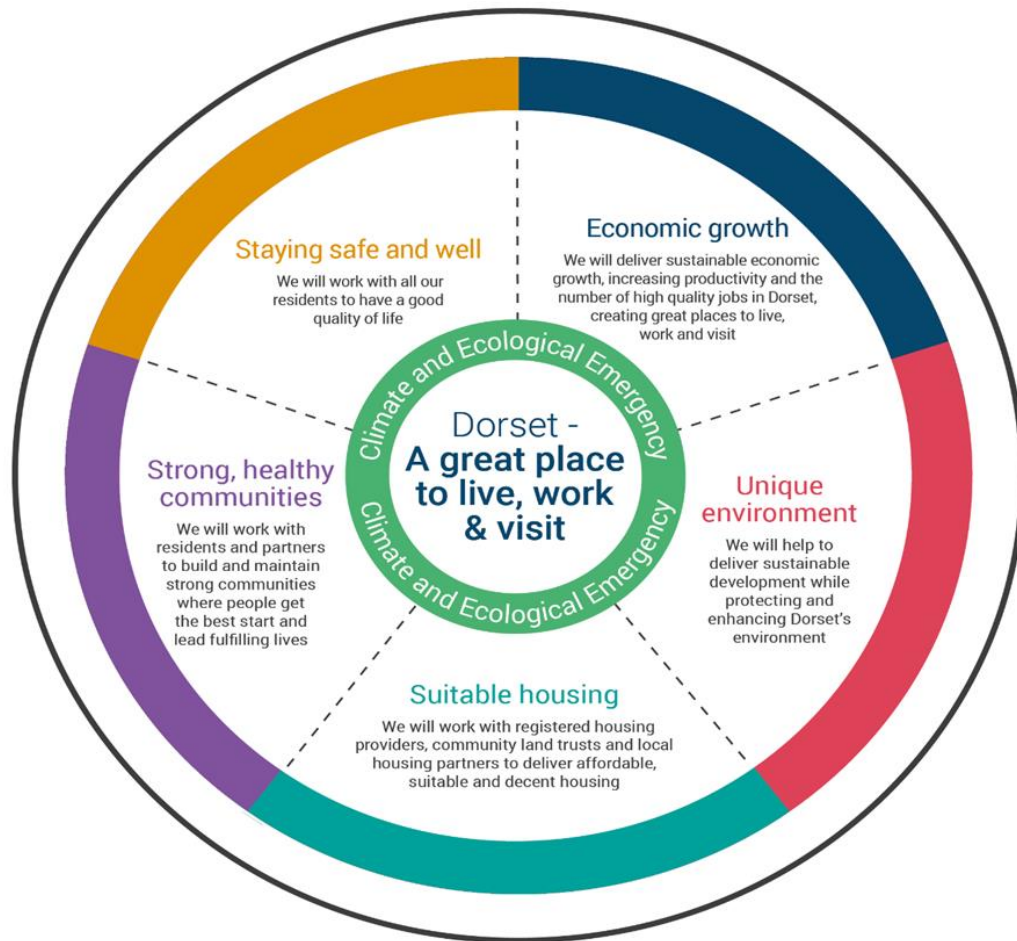 Staying safe and well
We will work with all our
residents to have a good
quality of life
Economic growth
We will deliver sustainable economic
growth, increasing productivity and the
number of high quality jobs in Dorset,
creating great places to live,
work and visit
Climate and Ecological Emergency
Dorset -
A great place
to live, work
& visit
Climate and Ecological Emergency
Strong, healthy
communities
We will work with
residents and partners
to build and maintain
strong communities
where people get
the best start and
lead fulfilling lives
Unique
environment
We will help to
deliver sustainable
development while
protecting and
enhancing Dorset's
environment
Suitable housing
We will work with registered housing
providers, community land trusts and local
housing partners to deliver affordable,
suitable and decent housing